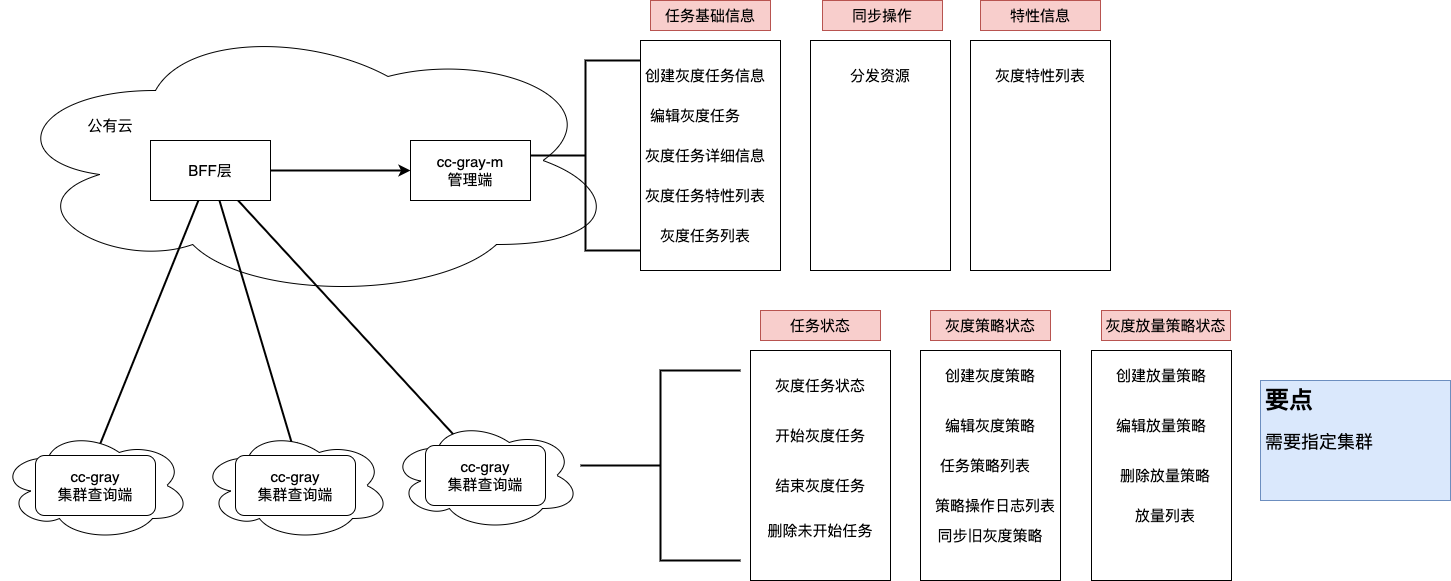 任务基础信息
同步操作
特性信息
创建灰度任务信息
编辑灰度任务
灰度任务详细信息
灰度任务特性列表
灰度任务列表
分发资源
灰度特性列表
公有云
BFF层
cc-gray-m
管理端
cc-gray
集群查询端
cc-gray
集群查询端
cc-gray
集群查询端
任务状态
灰度策略状态
灰度放量策略状态
灰度任务状态
开始灰度任务
结束灰度任务
删除未开始任务
创建灰度策略
编辑灰度策略
任务策略列表
策略操作日志列表
同步旧灰度策略
创建放量策略
编辑放量策略
删除放量策略
放量列表
要点
需要指定集群